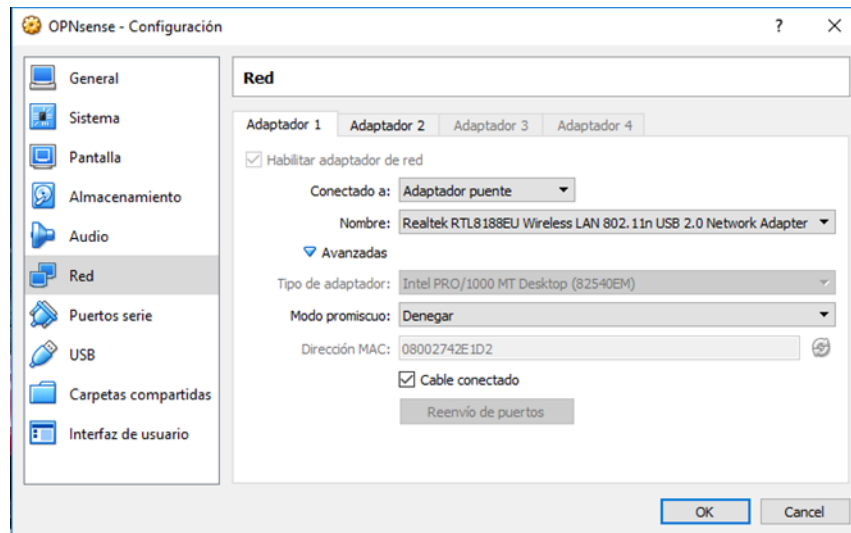 OPNsense - Configuración
General
Sistema
Pantalla
Almacenamiento
Audio
Red
Puertos serie
USB
Carpetas compartidas
Interfaz de usuario
Red
Adaptador 1 Adaptador 2 Adaptador 3 Adaptador 4
Habilitar adaptador de red
Conectado a: Adaptador puente
Nombre: Realtek RTL8188EU Wireless LAN 802.11n USB 2.0 Network Adapter
Avanzadas
Tipo de adaptador: Intel PRO/1000 MT Desktop (82540EM)
Modo promiscuo: Denegar
Dirección MAC: 08002742E1D2
Cable conectado
Reenvío de puertos
OK Cancel